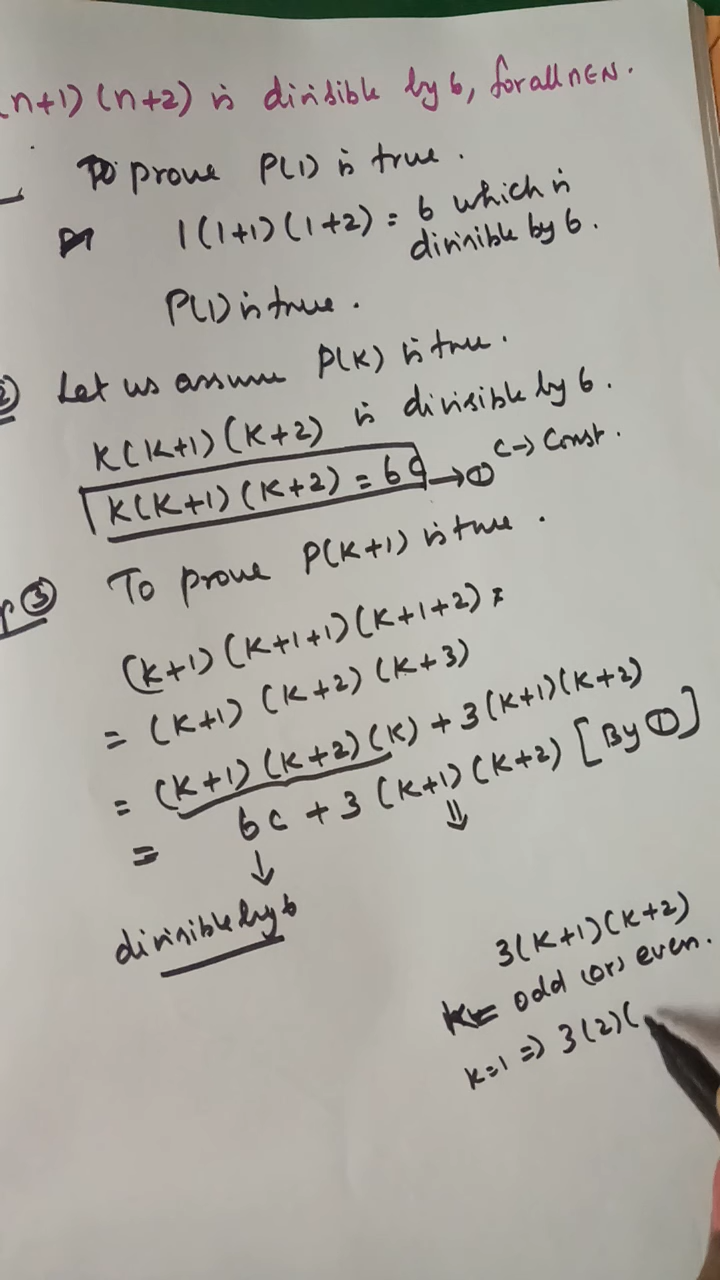 (n+1) (n+2) is divisible by 6, for all n∈N.
To prove P(1) is true.
1(1+1)(1+2) = 6 which is
divisible by 6.
P(1) is true.
Let us assume P(K) is true.
K(K+1)(K+2) is divisible by 6.
K(K+1)(K+2) = 6C → ① C → Const.
③ To prove P(K+1) is true.
(K+1)(K+1+1)(K+1+2) =
= (K+1) (K+2) (K+3)
= (K+1) (K+2) (K) + 3(K+1)(K+2)
= 6C + 3 (K+1)(K+2) [By ①]
↓ ⇓
divisible by 6
3(K+1)(K+2)
K= odd (or) even.
K=1 => 3(2)(